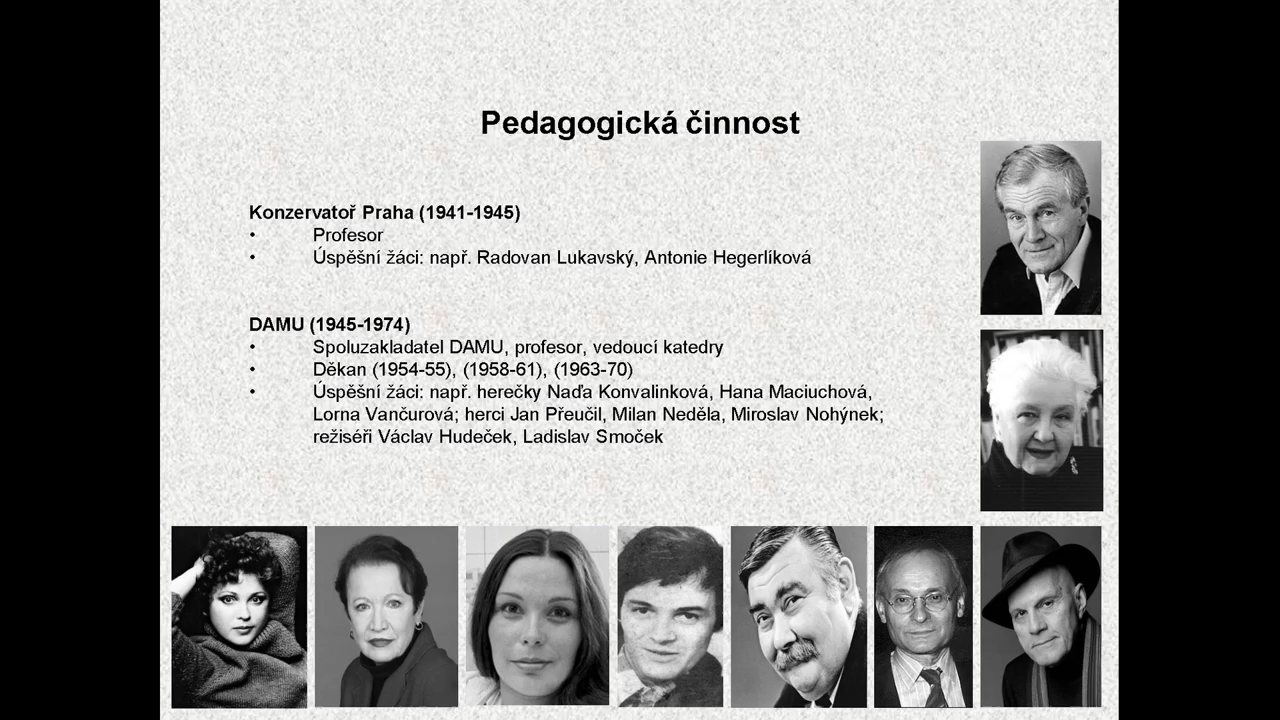 Pedagogická činnost
Konzervatoř Praha (1941-1945)
• Profesor
• Úspěšní žáci: např. Radovan Lukavský, Antonie Hegerlíková
DAMU (1945-1974)
• Spoluzakladatel DAMU, profesor, vedoucí katedry
• Děkan (1954-55), (1958-61), (1963-70)
• Úspěšní žáci: např. herečky Naďa Konvalinková, Hana Maciuchová,
Lorna Vančurová; herci Jan Přeučil, Milan Neděla, Miroslav Nohýnek;
režiséři Václav Hudeček, Ladislav Smoček